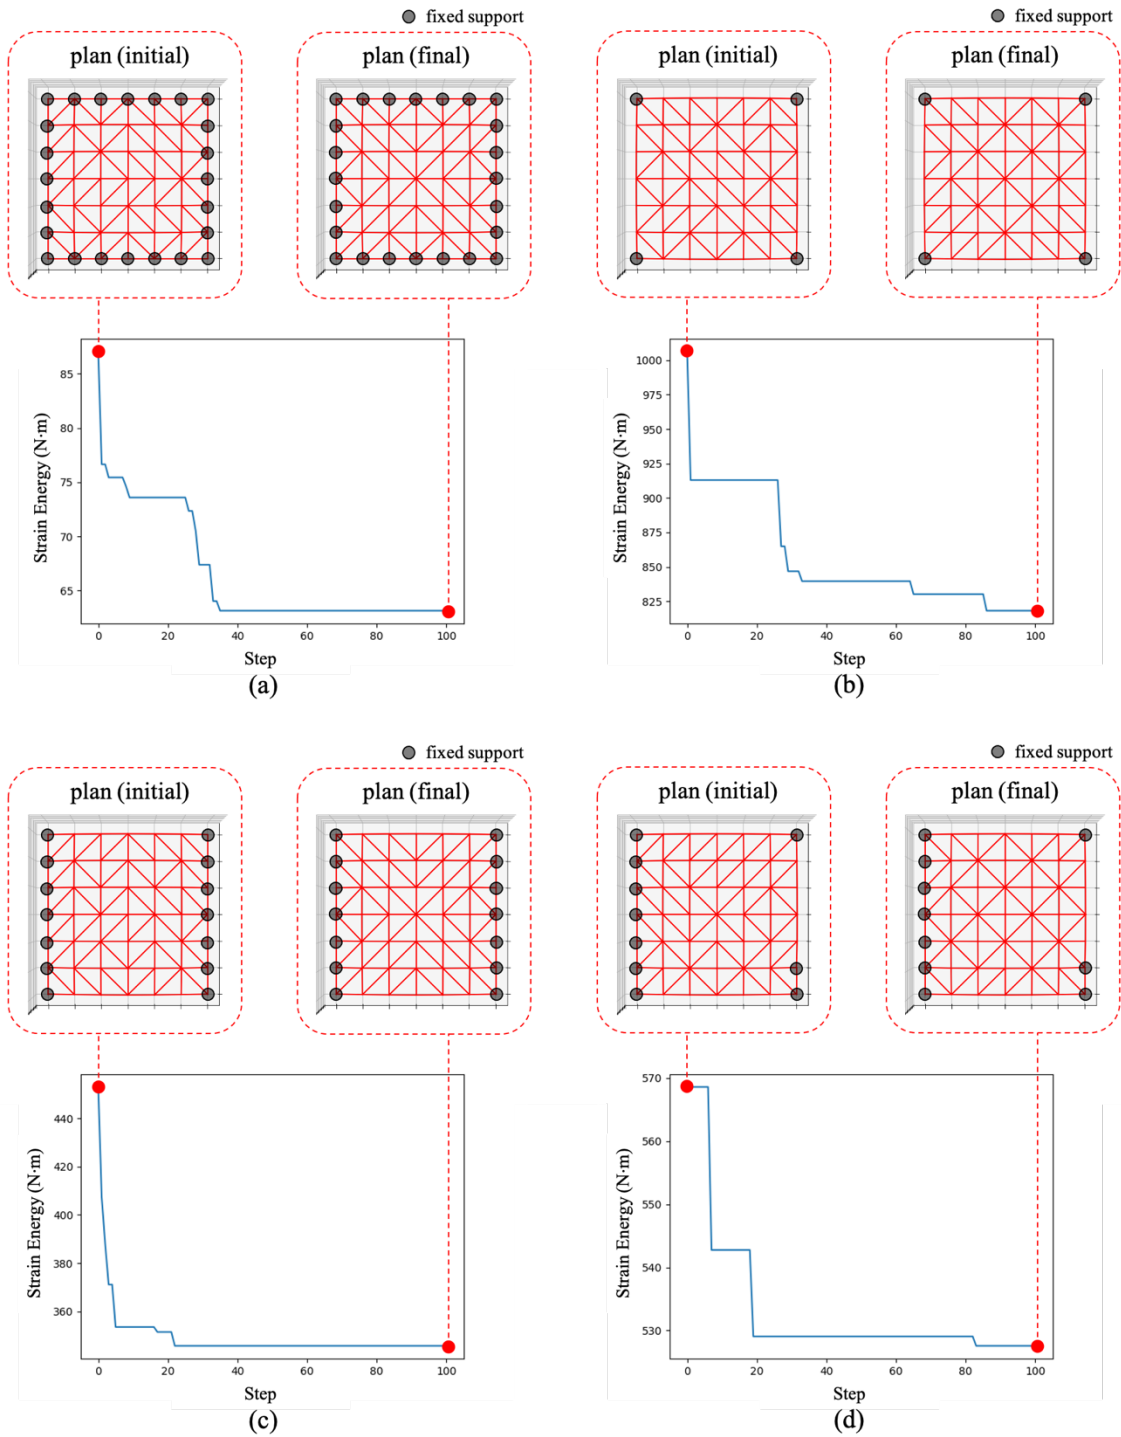 fixed support
fixed support
plan (initial)
plan (final)
plan (initial)
plan (final)
85
80
75
70
65
Strain Energy (N·m)
0 20 40 60 80 100
Step
(a)
1000
975
950
925
900
875
850
825
Strain Energy (N·m)
0 20 40 60 80 100
Step
(b)
fixed support
fixed support
plan (initial)
plan (final)
plan (initial)
plan (final)
440
420
400
380
360
Strain Energy (N·m)
0 20 40 60 80 100
Step
(c)
570
560
550
540
530
Strain Energy (N·m)
0 20 40 60 80 100
Step
(d)